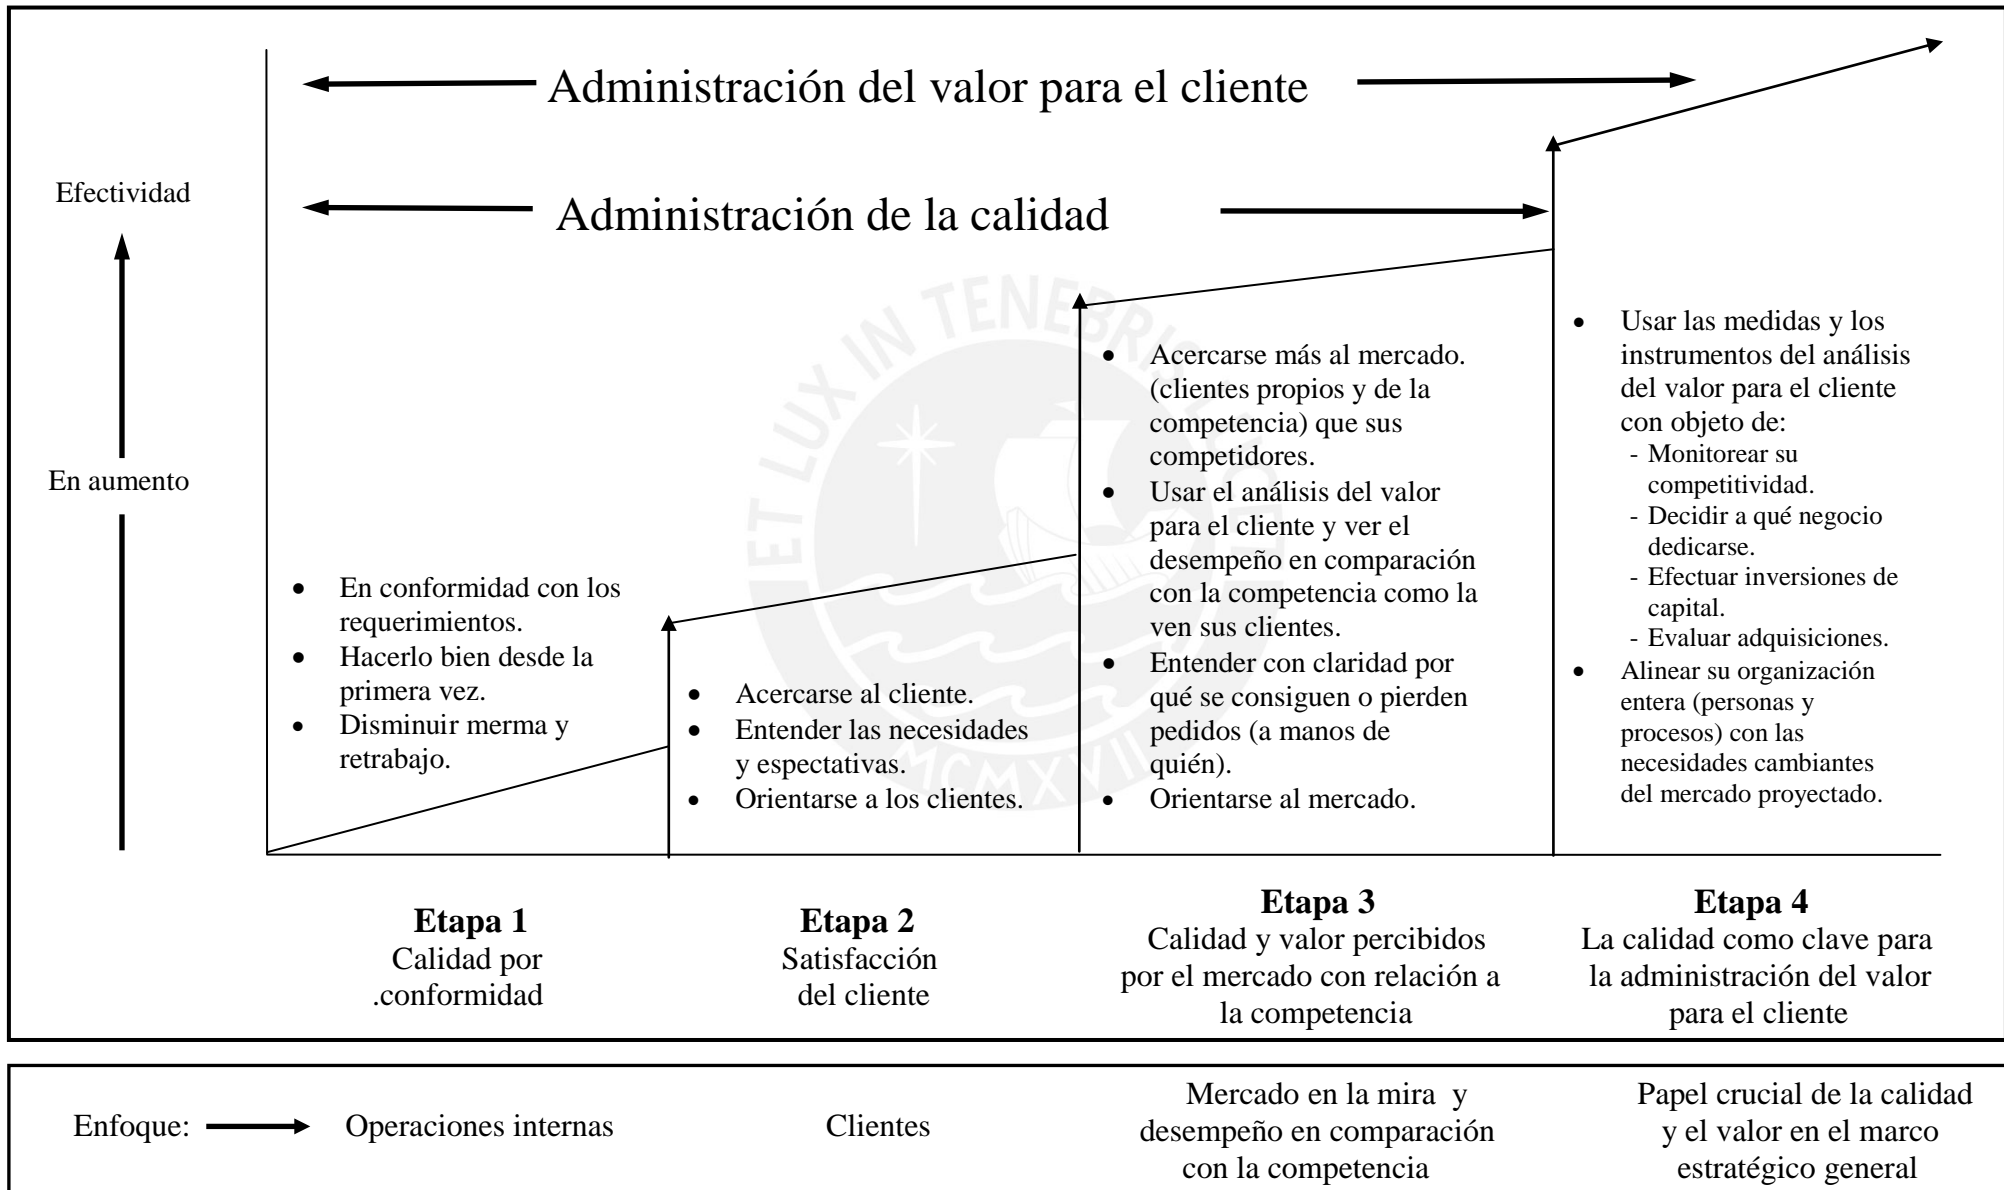 Administración del valor para el cliente
Administración de la calidad
Efectividad
En aumento
• En conformidad con los
requerimientos.
• Hacerlo bien desde la
primera vez.
• Disminuir merma y
retrabajo.
• Acercarse al cliente.
• Entender las necesidades
y espectativas.
• Orientarse a los clientes.
• Acercarse más al mercado.
(clientes propios y de la
competencia) que sus
competidores.
• Usar el análisis del valor
para el cliente y ver el
desempeño en comparación
con la competencia como la
ven sus clientes.
• Entender con claridad por
qué se consiguen o pierden
pedidos (a manos de
quién).
• Orientarse al mercado.
• Usar las medidas y los
instrumentos del análisis
del valor para el cliente
con objeto de:
- Monitorear su
competitividad.
- Decidir a qué negocio
dedicarse.
- Efectuar inversiones de
capital.
- Evaluar adquisiciones.
• Alinear su organización
entera (personas y
procesos) con las
necesidades cambiantes
del mercado proyectado.
ET LUX IN TENEBRIS LUCET
MCMXVII
Etapa 1
Calidad por
.conformidad
Etapa 2
Satisfacción
del cliente
Etapa 3
Calidad y valor percibidos
por el mercado con relación a
la competencia
Etapa 4
La calidad como clave para
la administración del valor
para el cliente
Enfoque:
Operaciones internas
Clientes
Mercado en la mira y
desempeño en comparación
con la competencia
Papel crucial de la calidad
y el valor en el marco
estratégico general